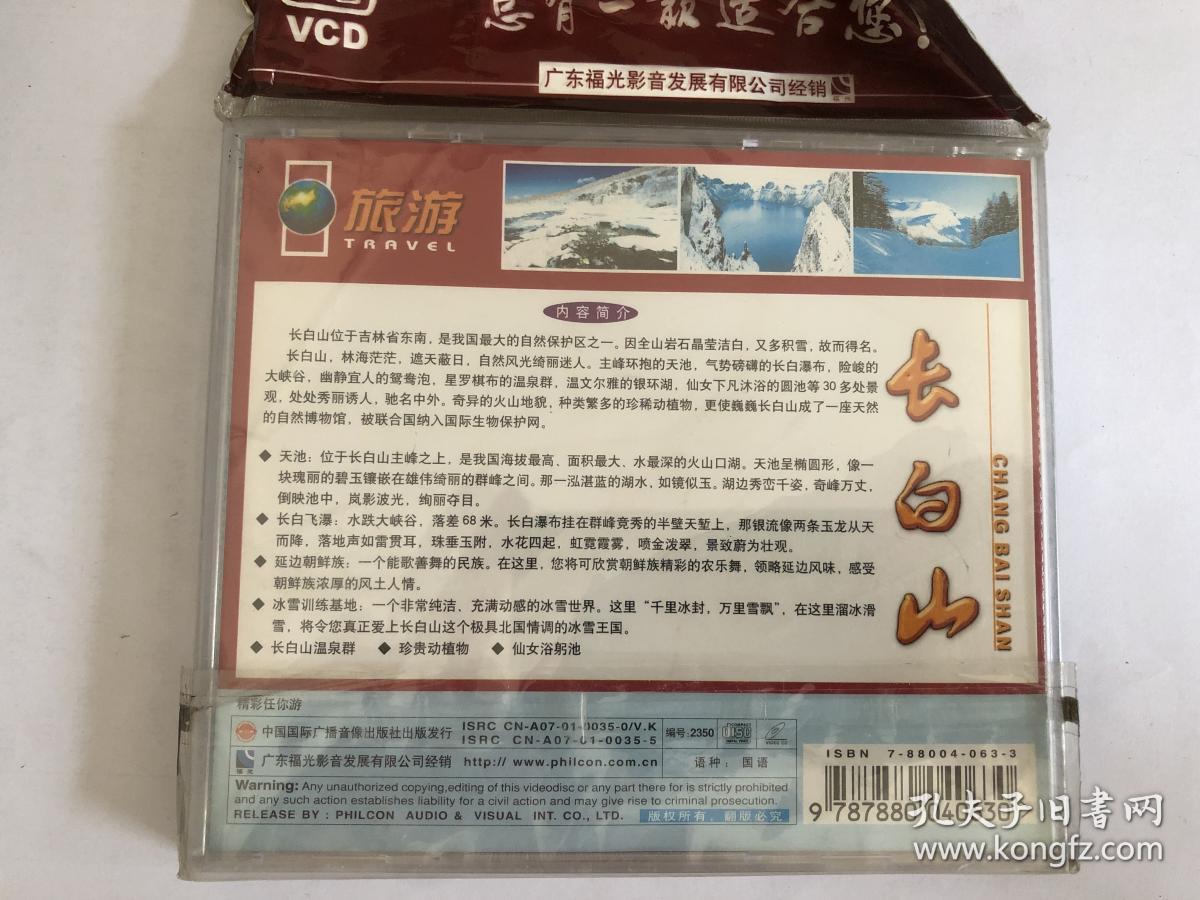 总有一款适合您!
VCD
广东福光影音发展有限公司经销
福光
旅游
TRAVEL
内容简介
长白山位于吉林省东南，是我国最大的自然保护区之一。因全山岩石晶莹洁白，又多积雪，故而得名。
长白山，林海茫茫，遮天蔽日，自然风光绮丽迷人。主峰环抱的天池，气势磅礴的长白瀑布，险峻的
大峡谷，幽静宜人的鸳鸯泡，星罗棋布的温泉群，温文尔雅的银环湖，仙女下凡沐浴的圆池等30多处景
观，处处秀丽诱人，驰名中外。奇异的火山地貌，种类繁多的珍稀动植物，更使巍巍长白山成了一座天然
的自然博物馆，被联合国纳入国际生物保护网。
◆ 天池：位于长白山主峰之上，是我国海拔最高、面积最大、水最深的火山口湖。天池呈椭圆形，像一
块瑰丽的碧玉镶嵌在雄伟绮丽的群峰之间。那一泓湛蓝的湖水，如镜似玉。湖边秀峦千姿，奇峰万丈，
倒映池中，岚影波光，绚丽夺目。
◆ 长白飞瀑：水跌大峡谷，落差68米。长白瀑布挂在群峰竞秀的半壁天堑上，那银流像两条玉龙从天
而降，落地声如雷贯耳，珠垂玉附，水花四起，虹霓霞雾，喷金泼翠，景致蔚为壮观。
◆ 延边朝鲜族：一个能歌善舞的民族。在这里，您将可欣赏朝鲜族精彩的农乐舞，领略延边风味，感受
朝鲜族浓厚的风土人情。
◆ 冰雪训练基地：一个非常纯洁、充满动感的冰雪世界。这里“千里冰封，万里雪飘”，在这里溜冰滑
雪，将令您真正爱上长白山这个极具北国情调的冰雪王国。
◆ 长白山温泉群 ◆ 珍贵动植物 ◆ 仙女浴躬池
长白山
CHANG BAI SHAN
精彩任你游
中国国际广播音像出版社出版发行
ISRC CN-A07-01-0035-0/V.K
ISRC CN-A07-01-0035-5
编号:2350
COMPACT disc DIGITAL VIDEO
VIDEO CD
福光
广东福光影音发展有限公司经销 http:// www.philcon.com.cn
语种：国语
Warning: Any unauthorized copying,editing of this videodisc or any part there for is strictly prohibited
and any such action establishes liability for a civil action and may give rise to criminal prosecution.
RELEASE BY : PHILCON AUDIO & VISUAL INT. CO., LTD. 版权所有，翻版必究
ISBN 7-88004-063-3
孔夫子旧书网
www.kongfz.com